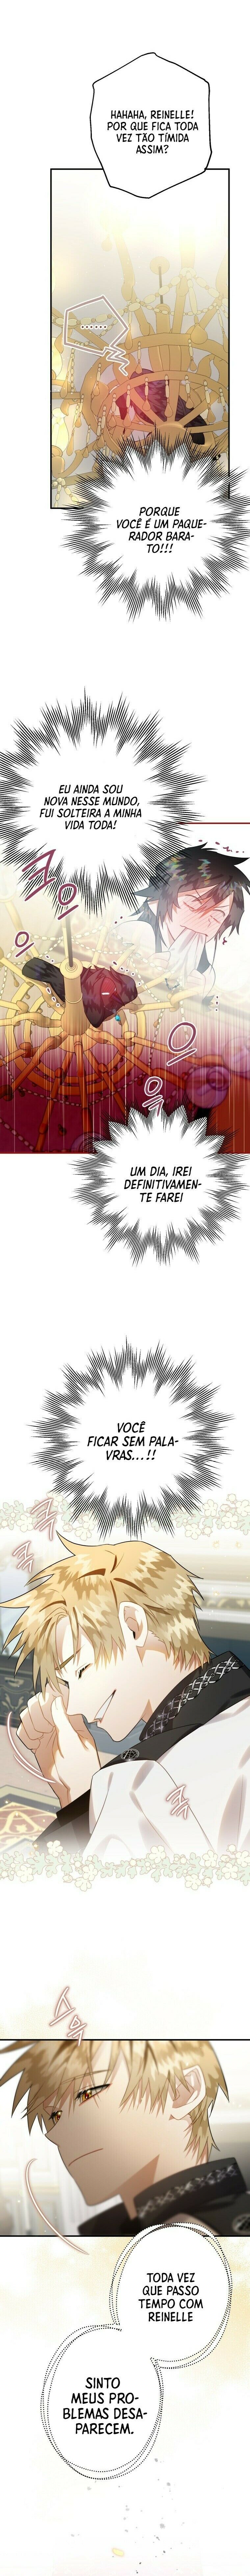 HAHAHA, REINELLE!
POR QUE FICA TODA
VEZ TÃO TÍMIDA
ASSIM?
......
PORQUE
VOCÊ É UM PAQUE-
RADOR BARA-
TO!!!
EU AINDA SOU
NOVA NESSE MUNDO,
FUI SOLTEIRA A MINHA
VIDA TODA!
UM DIA, IREI
DEFINITIVAMEN-
TE FAREI
VOCÊ
FICAR SEM PALA-
VRAS...!!
ㅋㅋ
TODA VEZ
QUE PASSO
TEMPO COM
REINELLE
SINTO
MEUS PRO-
BLEMAS DESA-
PARECEM.